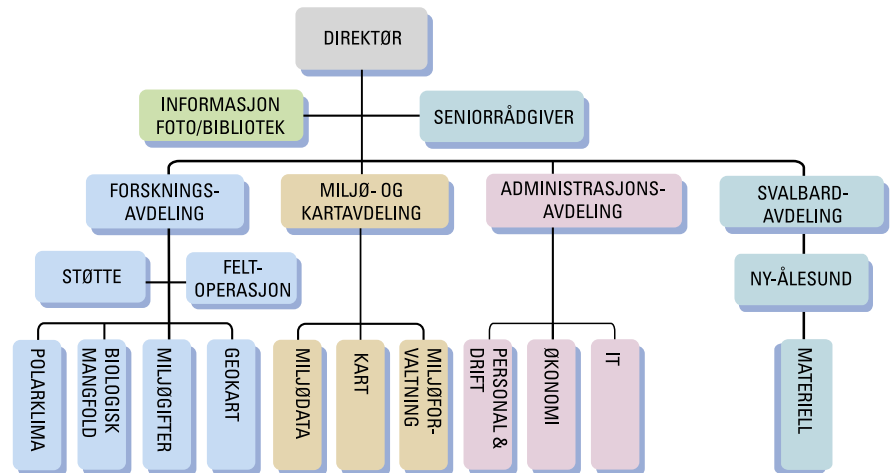 DIREKTØR
INFORMASJON
FOTO/BIBLIOTEK
SENIORRÅDGIVER
FORSKNINGS-
AVDELING
MILJØ- OG
KARTAVDELING
ADMINISTRASJONS-
AVDELING
SVALBARD-
AVDELING
STØTTE
FELT-
OPERASJON
NY-ÅLESUND
POLARKLIMA
BIOLOGISK
MANGFOLD
MILJØGIFTER
GEOKART
MILJØDATA
KART
MILJØFOR-
VALTNING
PERSONAL &
DRIFT
ØKONOMI
IT
MATERIELL